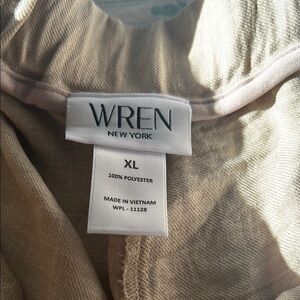 WREN
NEW YORK
XL
100% POLYESTER
MADE IN VIETNAM
WPL - 11128